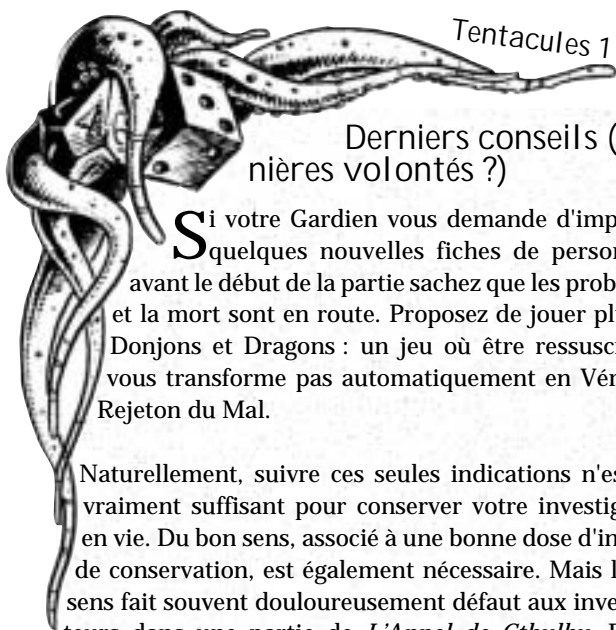 Tentacules 1
Derniers conseils (
nières volontés ?)
Si votre Gardien vous demande d'imp
quelques nouvelles fiches de person
avant le début de la partie sachez que les prob
et la mort sont en route. Proposez de jouer pl
Donjons et Dragons : un jeu où être ressusc
vous transforme pas automatiquement en Vér
Rejeton du Mal.
Naturellement, suivre ces seules indications n'es
vraiment suffisant pour conserver votre investig
en vie. Du bon sens, associé à une bonne dose d'in
de conservation, est également nécessaire. Mais l
sens fait souvent douloureusement défaut aux inve